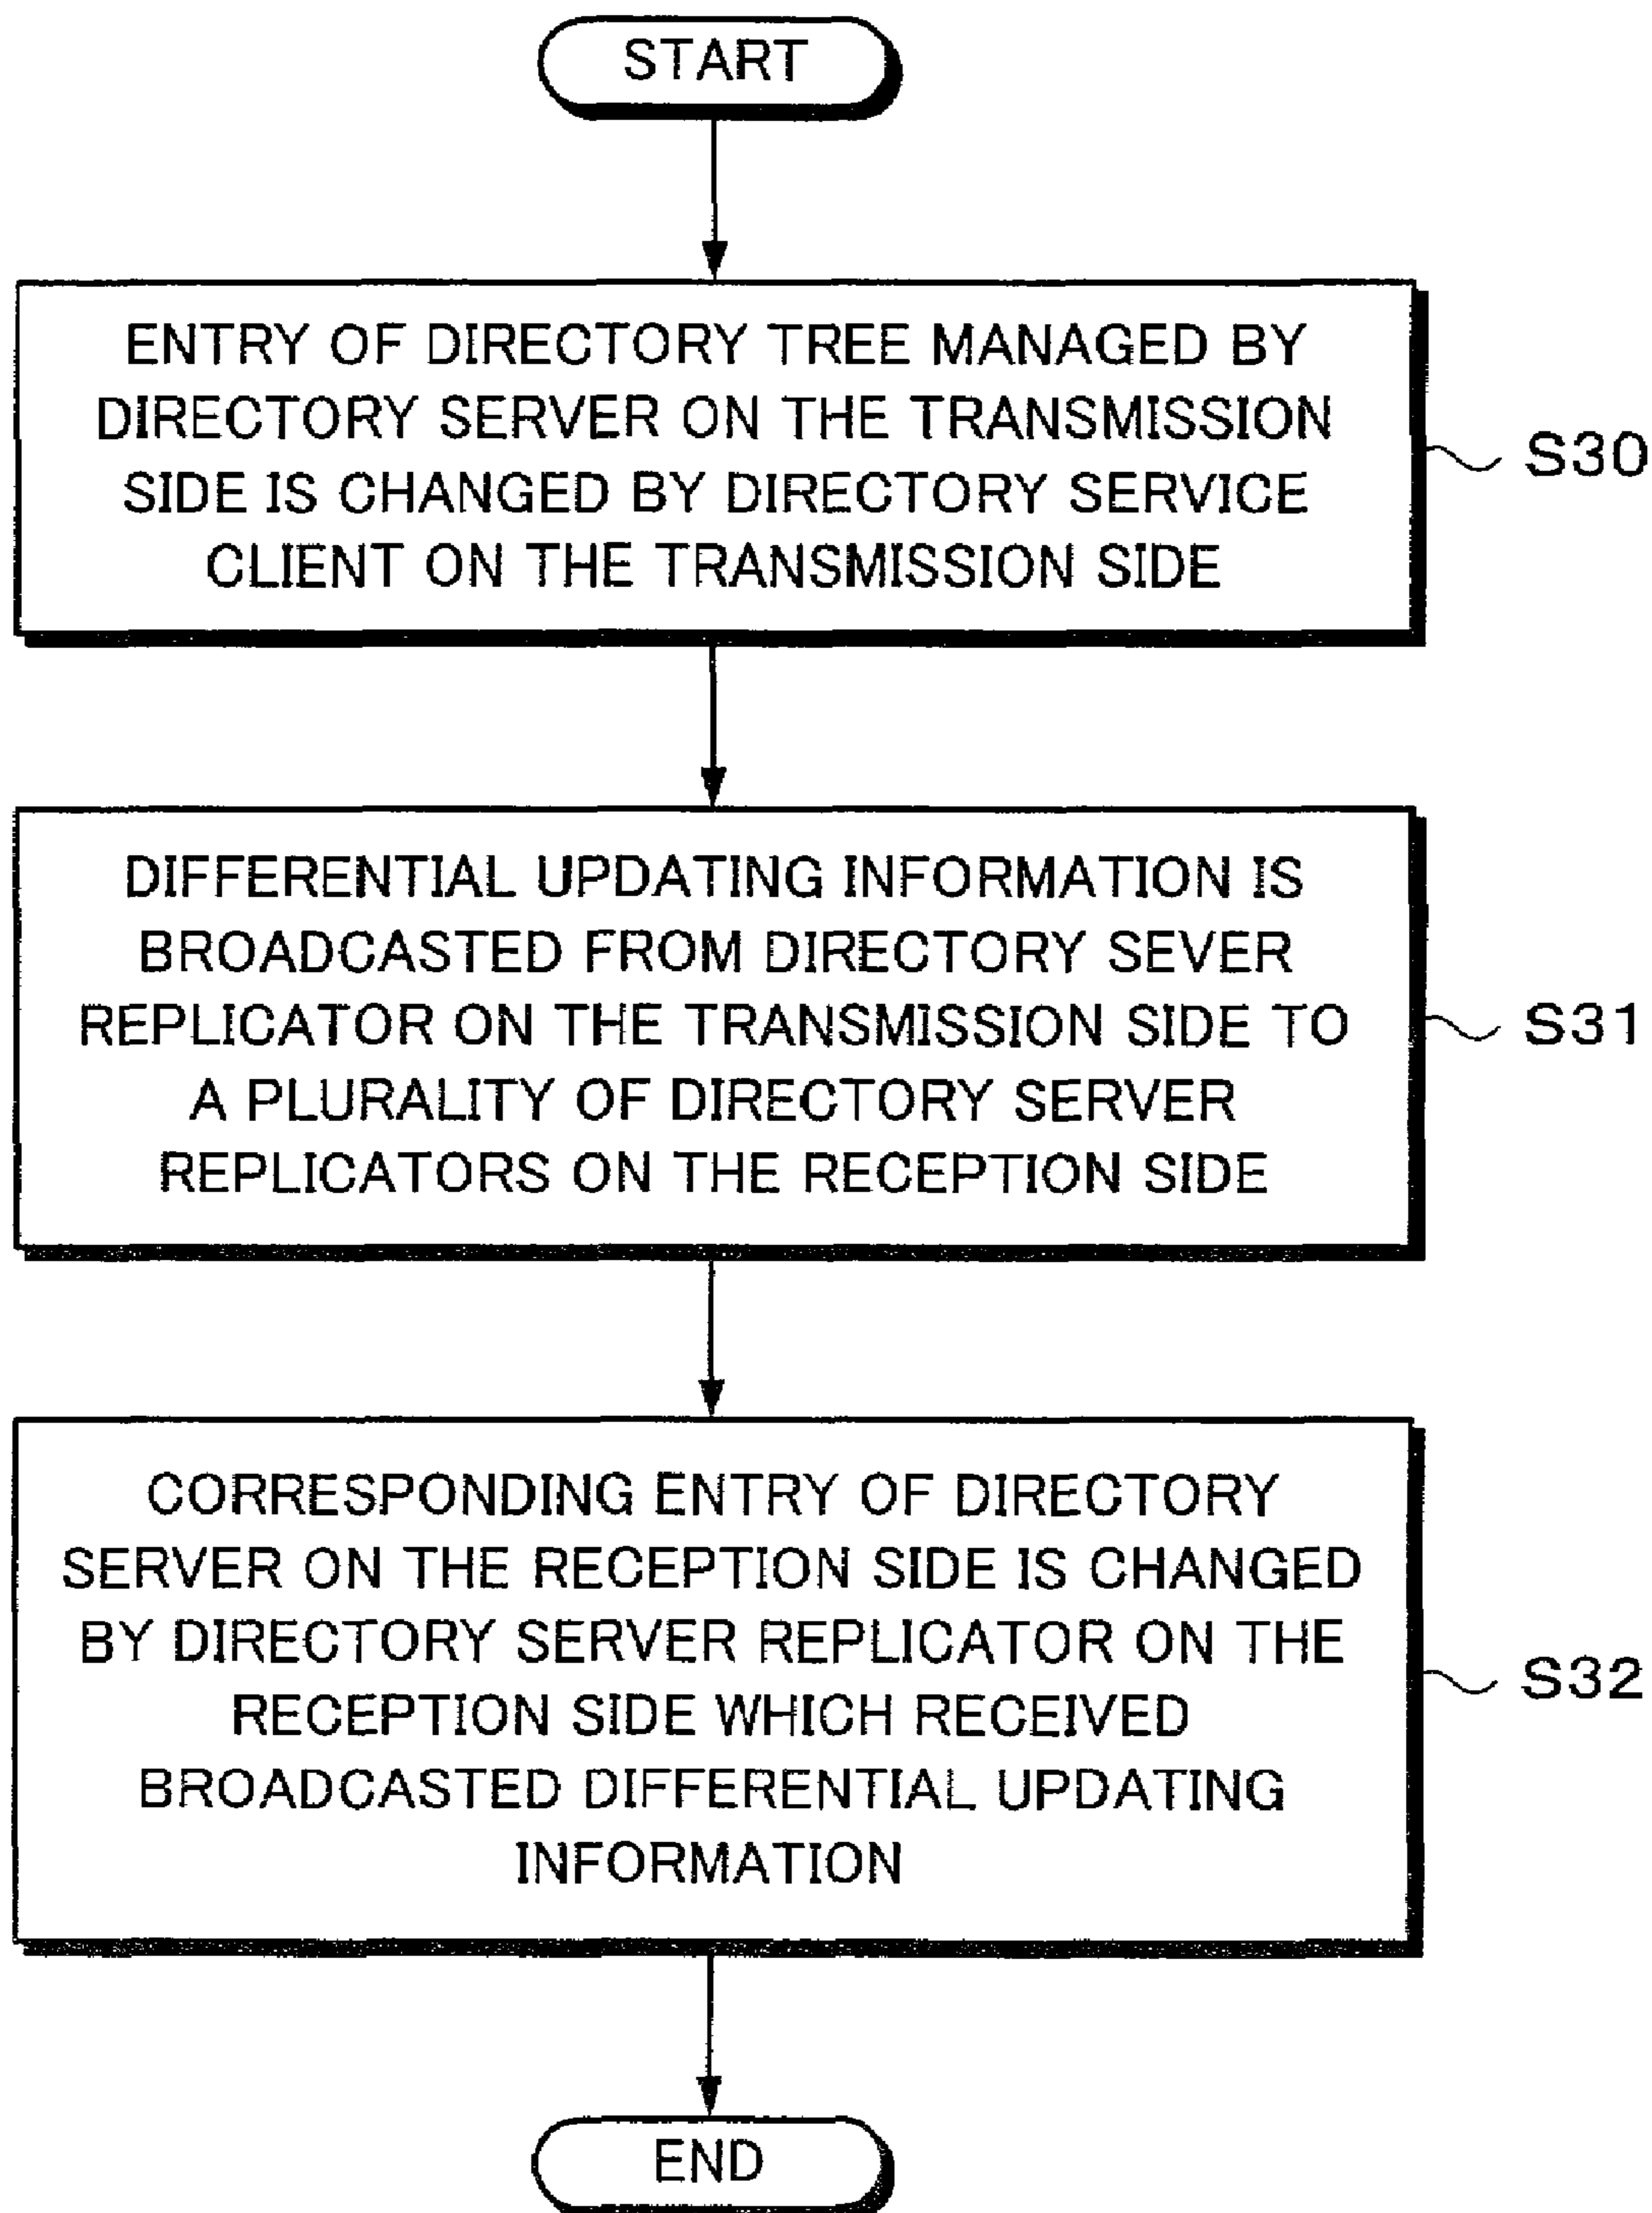 START
ENTRY OF DIRECTORY TREE MANAGED BY
DIRECTORY SERVER ON THE TRANSMISSION
SIDE IS CHANGED BY DIRECTORY SERVICE
CLIENT ON THE TRANSMISSION SIDE
S30
DIFFERENTIAL UPDATING INFORMATION IS
BROADCASTED FROM DIRECTORY SEVER
REPLICATOR ON THE TRANSMISSION SIDE TO
A PLURALITY OF DIRECTORY SERVER
REPLICATORS ON THE RECEPTION SIDE
S31
CORRESPONDING ENTRY OF DIRECTORY
SERVER ON THE RECEPTION SIDE IS CHANGED
BY DIRECTORY SERVER REPLICATOR ON THE
RECEPTION SIDE WHICH RECEIVED
BROADCASTED DIFFERENTIAL UPDATING
INFORMATION
S32
END